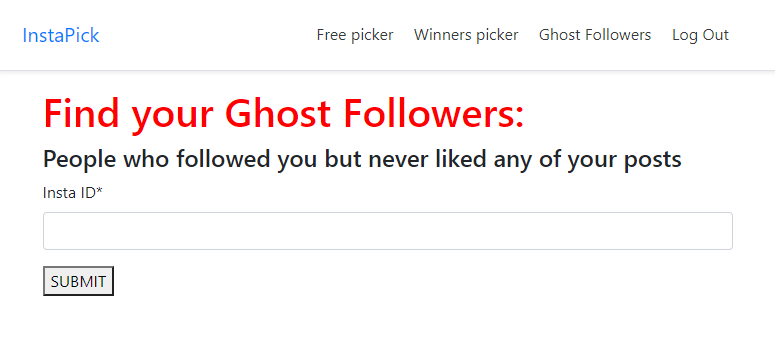 InstaPick Free picker Winners picker Ghost Followers Log Out
Find your Ghost Followers:
People who followed you but never liked any of your posts
Insta ID*
SUBMIT